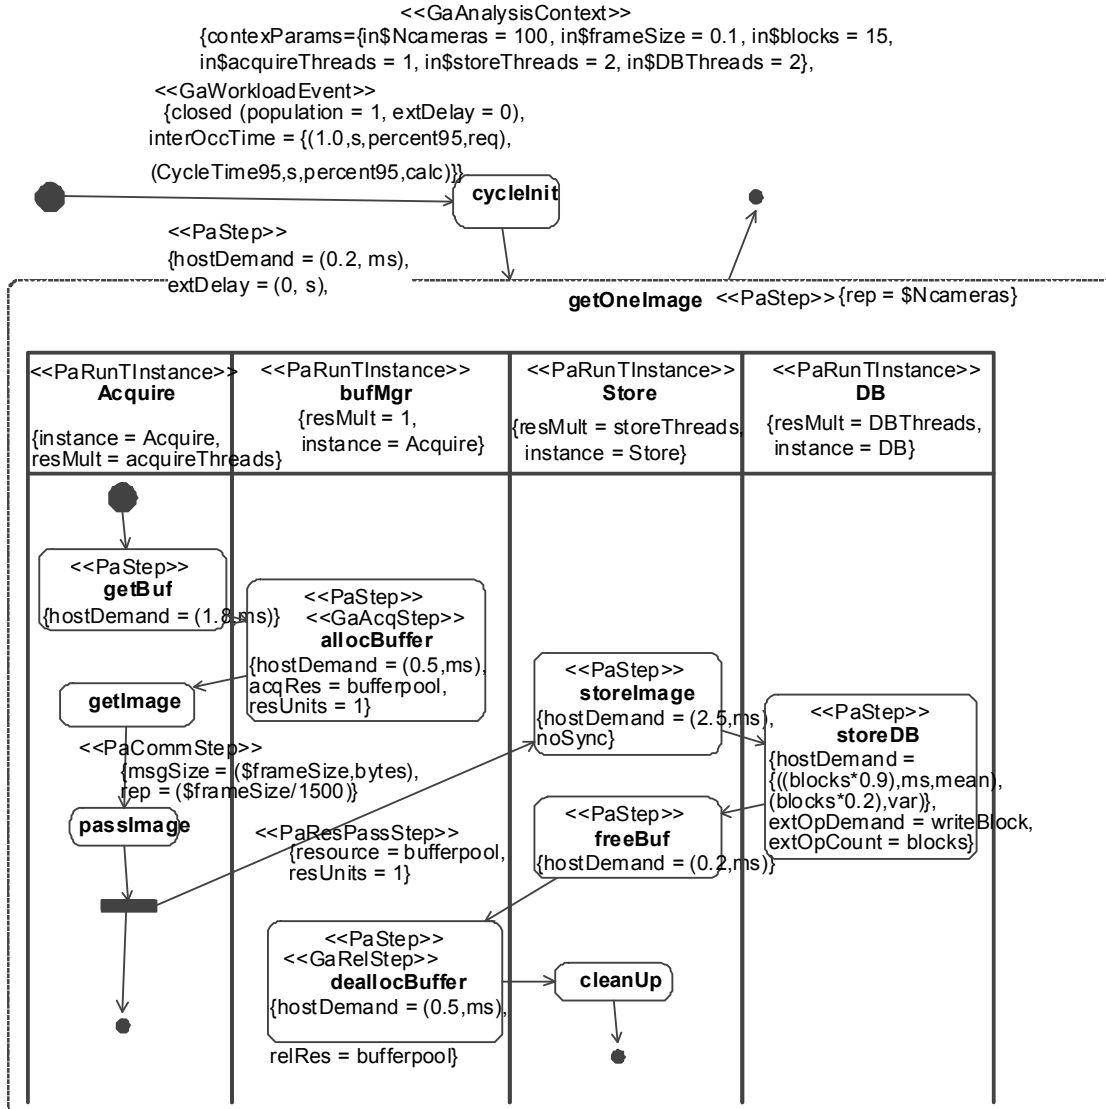 <<GaAnalysisContext>>
{contexParams={in$Ncameras = 100, in$frameSize = 0.1, in$blocks = 15,
in$acquireThreads = 1, in$storeThreads = 2, in$DBThreads = 2},
<<GaWorkloadEvent>>
{closed (population = 1, extDelay = 0),
interOccTime = {(1.0,s,percent95,req),
(CycleTime95,s,percent95,calc)}}
cycleInit
<<PaStep>>
{hostDemand = (0.2, ms),
extDelay = (0, s),
getOneImage <<PaStep>> {rep = $Ncameras}
<<PaRunTInstance>>
Acquire
{instance = Acquire,
resMult = acquireThreads}
<<PaRunTInstance>>
bufMgr
{resMult = 1,
instance = Acquire}
<<PaRunTInstance>>
Store
{resMult = storeThreads,
instance = Store}
<<PaRunTInstance>>
DB
{resMult = DBThreads,
instance = DB}
<<PaStep>>
getBuf
{hostDemand = (1.8,ms)}
<<PaStep>>
<<GaAcqStep>>
allocBuffer
{hostDemand = (0.5,ms),
acqRes = bufferpool,
resUnits = 1}
getImage
<<PaCommStep>>
{msgSize = ($frameSize,bytes),
rep = ($frameSize/1500)}
passImage
<<PaResPassStep>>
{resource = bufferpool,
resUnits = 1}
<<PaStep>>
storeImage
{hostDemand = (2.5,ms),
noSync}
<<PaStep>>
storeDB
{hostDemand =
{((blocks*0.9),ms,mean),
(blocks*0.2),var)},
extOpDemand = writeBlock,
extOpCount = blocks}
<<PaStep>>
freeBuf
{hostDemand = (0.2,ms)}
<<PaStep>>
<<GaRelStep>>
deallocBuffer
{hostDemand = (0.5,ms),
relRes = bufferpool}
cleanUp